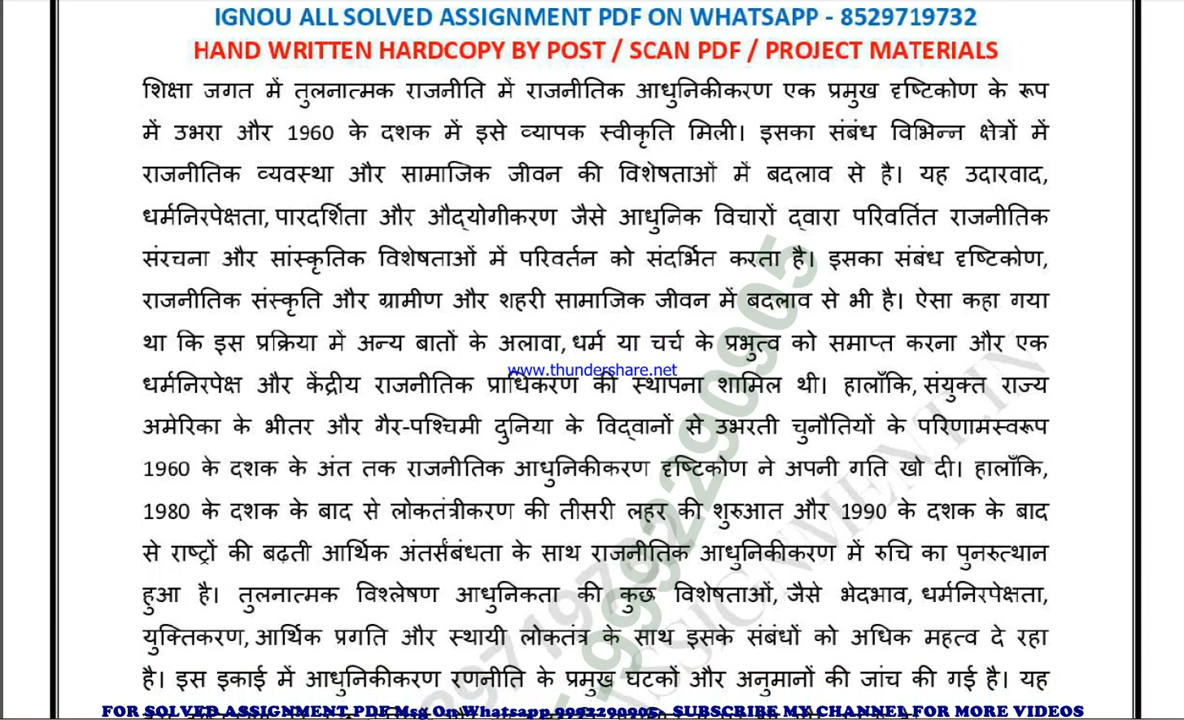 IGNOU ALL SOLVED ASSIGNMENT PDF ON WHATSAPP - 8529719732
HAND WRITTEN HARDCOPY BY POST / SCAN PDF / PROJECT MATERIALS
शिक्षा जगत में तुलनात्मक राजनीति में राजनीतिक आधुनिकीकरण एक प्रमुख दृष्टिकोण के रूप
में उभरा और 1960 के दशक में इसे व्यापक स्वीकृति मिली। इसका संबंध विभिन्न क्षेत्रों में
राजनीतिक व्यवस्था और सामाजिक जीवन की विशेषताओं में बदलाव से है। यह उदारवाद,
धर्मनिरपेक्षता, पारदर्शिता और औद्योगीकरण जैसे आधुनिक विचारों द्वारा परिवर्तित राजनीतिक
संरचना और सांस्कृतिक विशेषताओं में परिवर्तन को संदर्भित करता है। इसका संबंध दृष्टिकोण,
राजनीतिक संस्कृति और ग्रामीण और शहरी सामाजिक जीवन में बदलाव से भी है। ऐसा कहा गया
था कि इस प्रक्रिया में अन्य बातों के अलावा, धर्म या चर्च के प्रभुत्व को समाप्त करना और एक
www.thundershare.net
धर्मनिरपेक्ष और केंद्रीय राजनीतिक प्राधिकरण की स्थापना शामिल थी। हालाँकि, संयुक्त राज्य
अमेरिका के भीतर और गैर-पश्चिमी दुनिया के विद्वानों से उभरती चुनौतियों के परिणामस्वरूप
1960 के दशक के अंत तक राजनीतिक आधुनिकीकरण दृष्टिकोण ने अपनी गति खो दी। हालाँकि,
1980 के दशक के बाद से लोकतंत्रीकरण की तीसरी लहर की शुरुआत और 1990 के दशक के बाद
से राष्ट्रों की बढ़ती आर्थिक अंतर्संबंधता के साथ राजनीतिक आधुनिकीकरण में रुचि का पुनरुत्थान
हुआ है। तुलनात्मक विश्लेषण आधुनिकता की कुछ विशेषताओं, जैसे भेदभाव, धर्मनिरपेक्षता,
युक्तिकरण, आर्थिक प्रगति और स्थायी लोकतंत्र के साथ इसके संबंधों को अधिक महत्व दे रहा
है। इस इकाई में आधुनिकीकरण रणनीति के प्रमुख घटकों और अनुमानों की जांच की गई है। यह
FOR SOLVED ASSIGNMENT PDF Msg On Whatsapp 9992290905. SUBSCRIBE MY CHANNEL FOR MORE VIDEOS